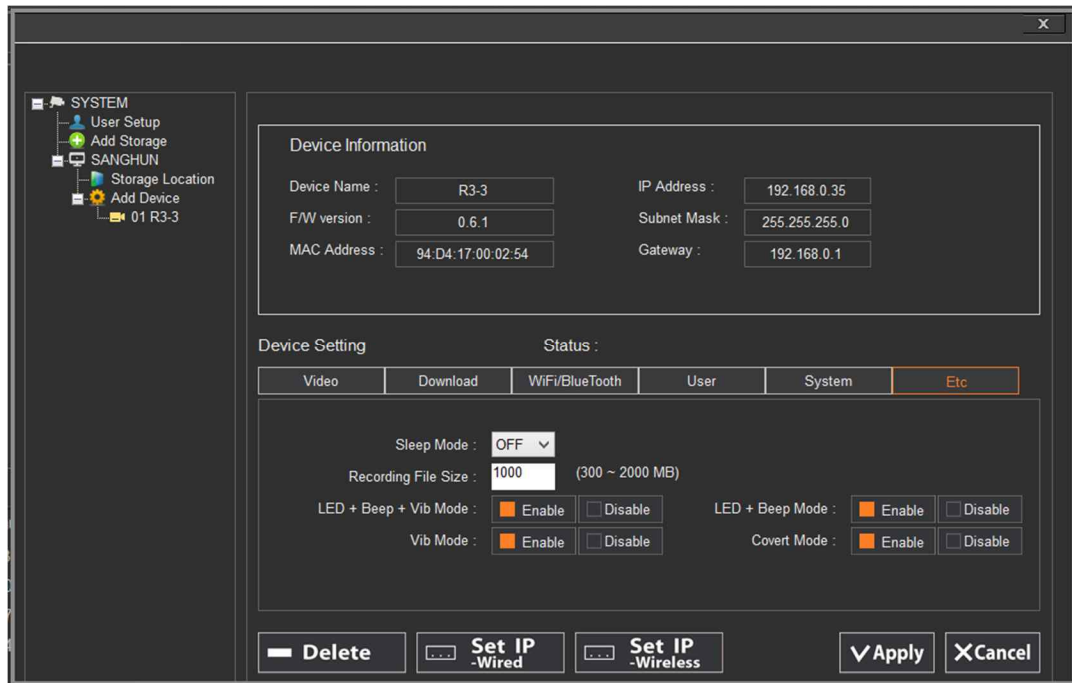 X
SYSTEM
User Setup
Add Storage
SANGHUN
Storage Location
Add Device
01 R3-3
Device Information
Device Name : R3-3 IP Address : 192.168.0.35
F/W version : 0.6.1 Subnet Mask : 255.255.255.0
MAC Address : 94:D4:17:00:02:54 Gateway : 192.168.0.1
Device Setting Status :
Video Download WiFi/BlueTooth User System Etc
Sleep Mode : OFF
Recording File Size : 1000 (300 ~ 2000 MB)
LED + Beep + Vib Mode : Enable Disable LED + Beep Mode : Enable Disable
Vib Mode : Enable Disable Covert Mode : Enable Disable
Delete Set IP -Wired Set IP -Wireless Apply Cancel